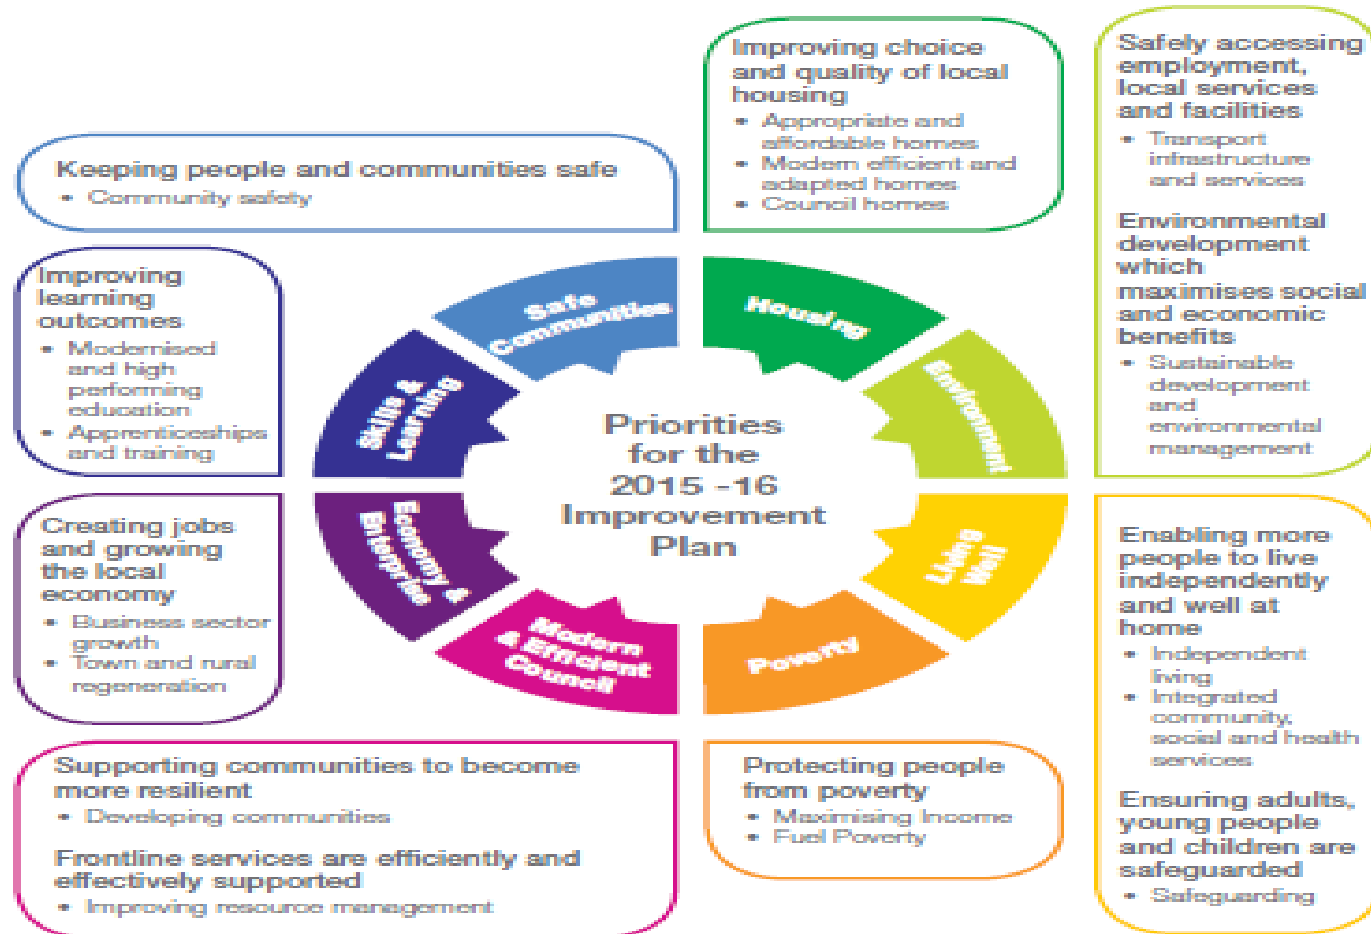 Improving choice
and quality of local
housing
• Appropriate and
affordable homes
• Modern efficient and
adapted homes
• Council homes
Safely accessing
employment,
local services
and facilities
• Transport
infrastructure
and services
Environmental
development
which
maximises social
and economic
benefits
• Sustainable
development
and
environmental
management
Keeping people and communities safe
• Community safety
Improving
learning
outcomes
• Modernised
and high
performing
education
• Apprenticeships
and training
Safe
Communities
Housing
Skills &
Learning
Environment
Priorities
for the
2015 -16
Improvement
Plan
Economy &
Enterprise
Living
Well
Modern
& Efficient
Council
Poverty
Creating jobs
and growing
the local
economy
• Business sector
growth
• Town and rural
regeneration
Enabling more
people to live
independently
and well at
home
• Independent
living
• Integrated
community,
social and health
services
Ensuring adults,
young people
and children are
safeguarded
• Safeguarding
Supporting communities to become
more resilient
• Developing communities
Frontline services are efficiently and
effectively supported
• Improving resource management
Protecting people
from poverty
• Maximising Income
• Fuel Poverty